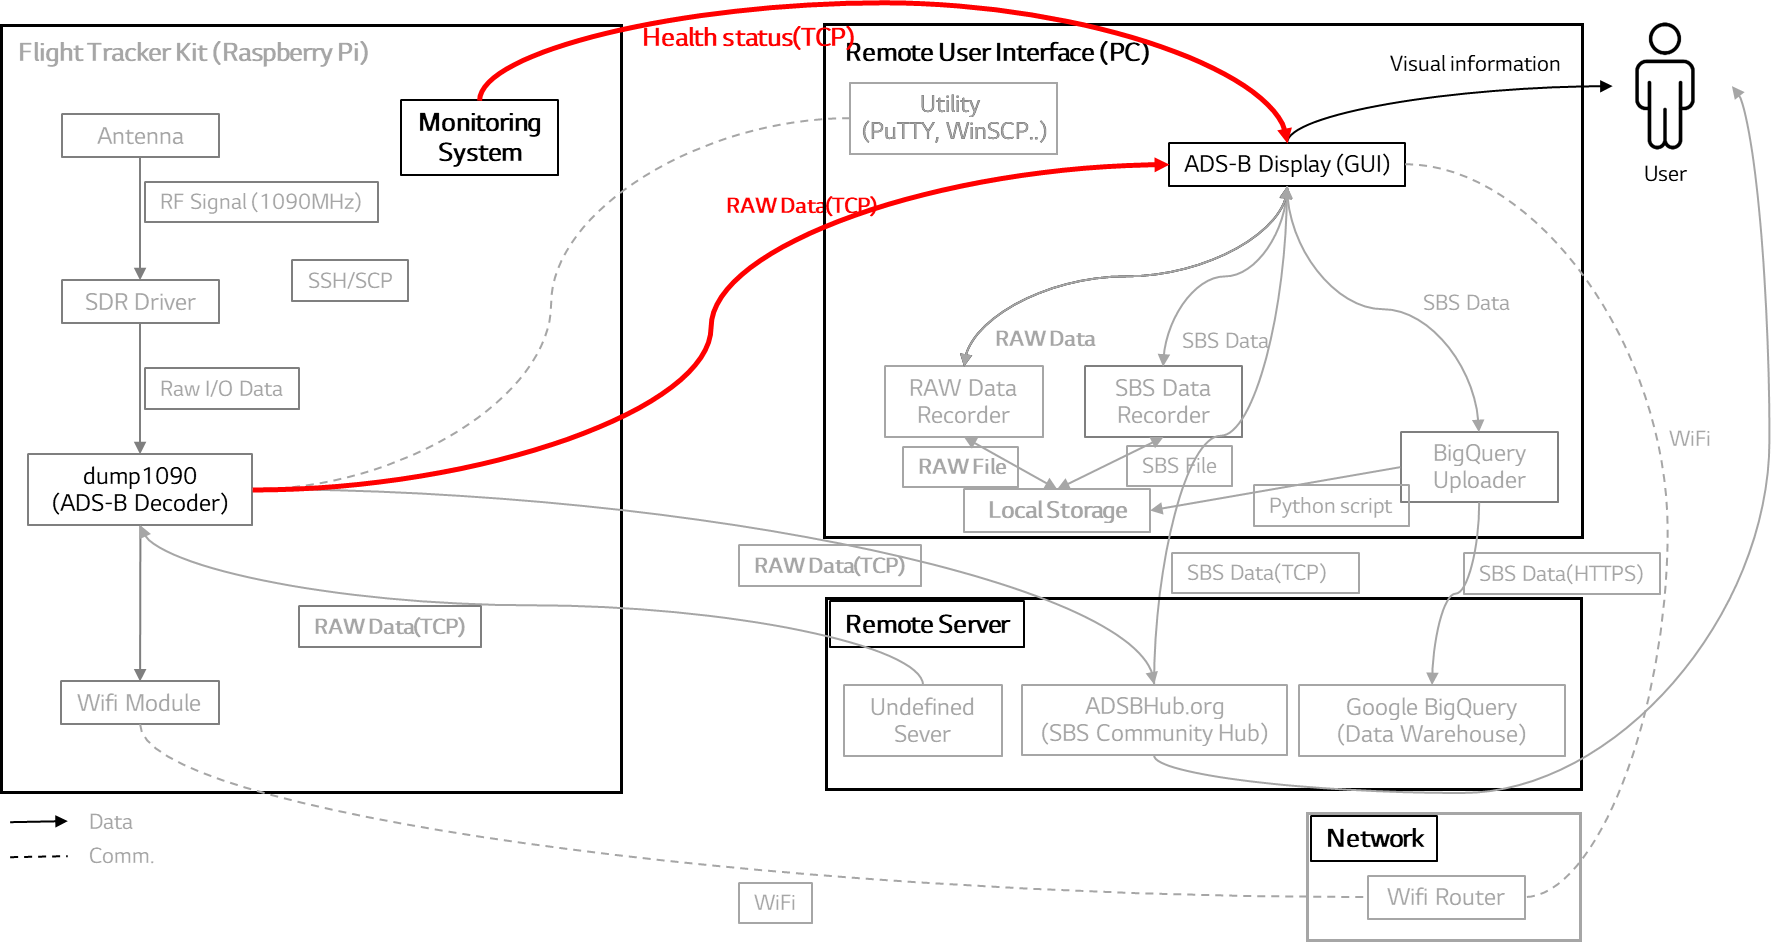 Health status(TCP)
Flight Tracker Kit (Raspberry Pi)
Remote User Interface (PC)
Visual information
Utility
(PuTTY, WinSCP..)
Monitoring
System
Antenna
ADS-B Display (GUI)
User
RF Signal (1090MHz)
RAW Data(TCP)
SSH/SCP
SDR Driver
SBS Data
RAW Data
SBS Data
Raw I/O Data
RAW Data
Recorder
SBS Data
Recorder
WiFi
BigQuery
Uploader
RAW File
SBS File
dump1090
(ADS-B Decoder)
Local Storage
Python script
RAW Data(TCP)
SBS Data(TCP)
SBS Data(HTTPS)
RAW Data(TCP)
Remote Server
Wifi Module
Undefined
Sever
ADSBHub.org
(SBS Community Hub)
Google BigQuery
(Data Warehouse)
Data
Comm.
Network
WiFi
Wifi Router